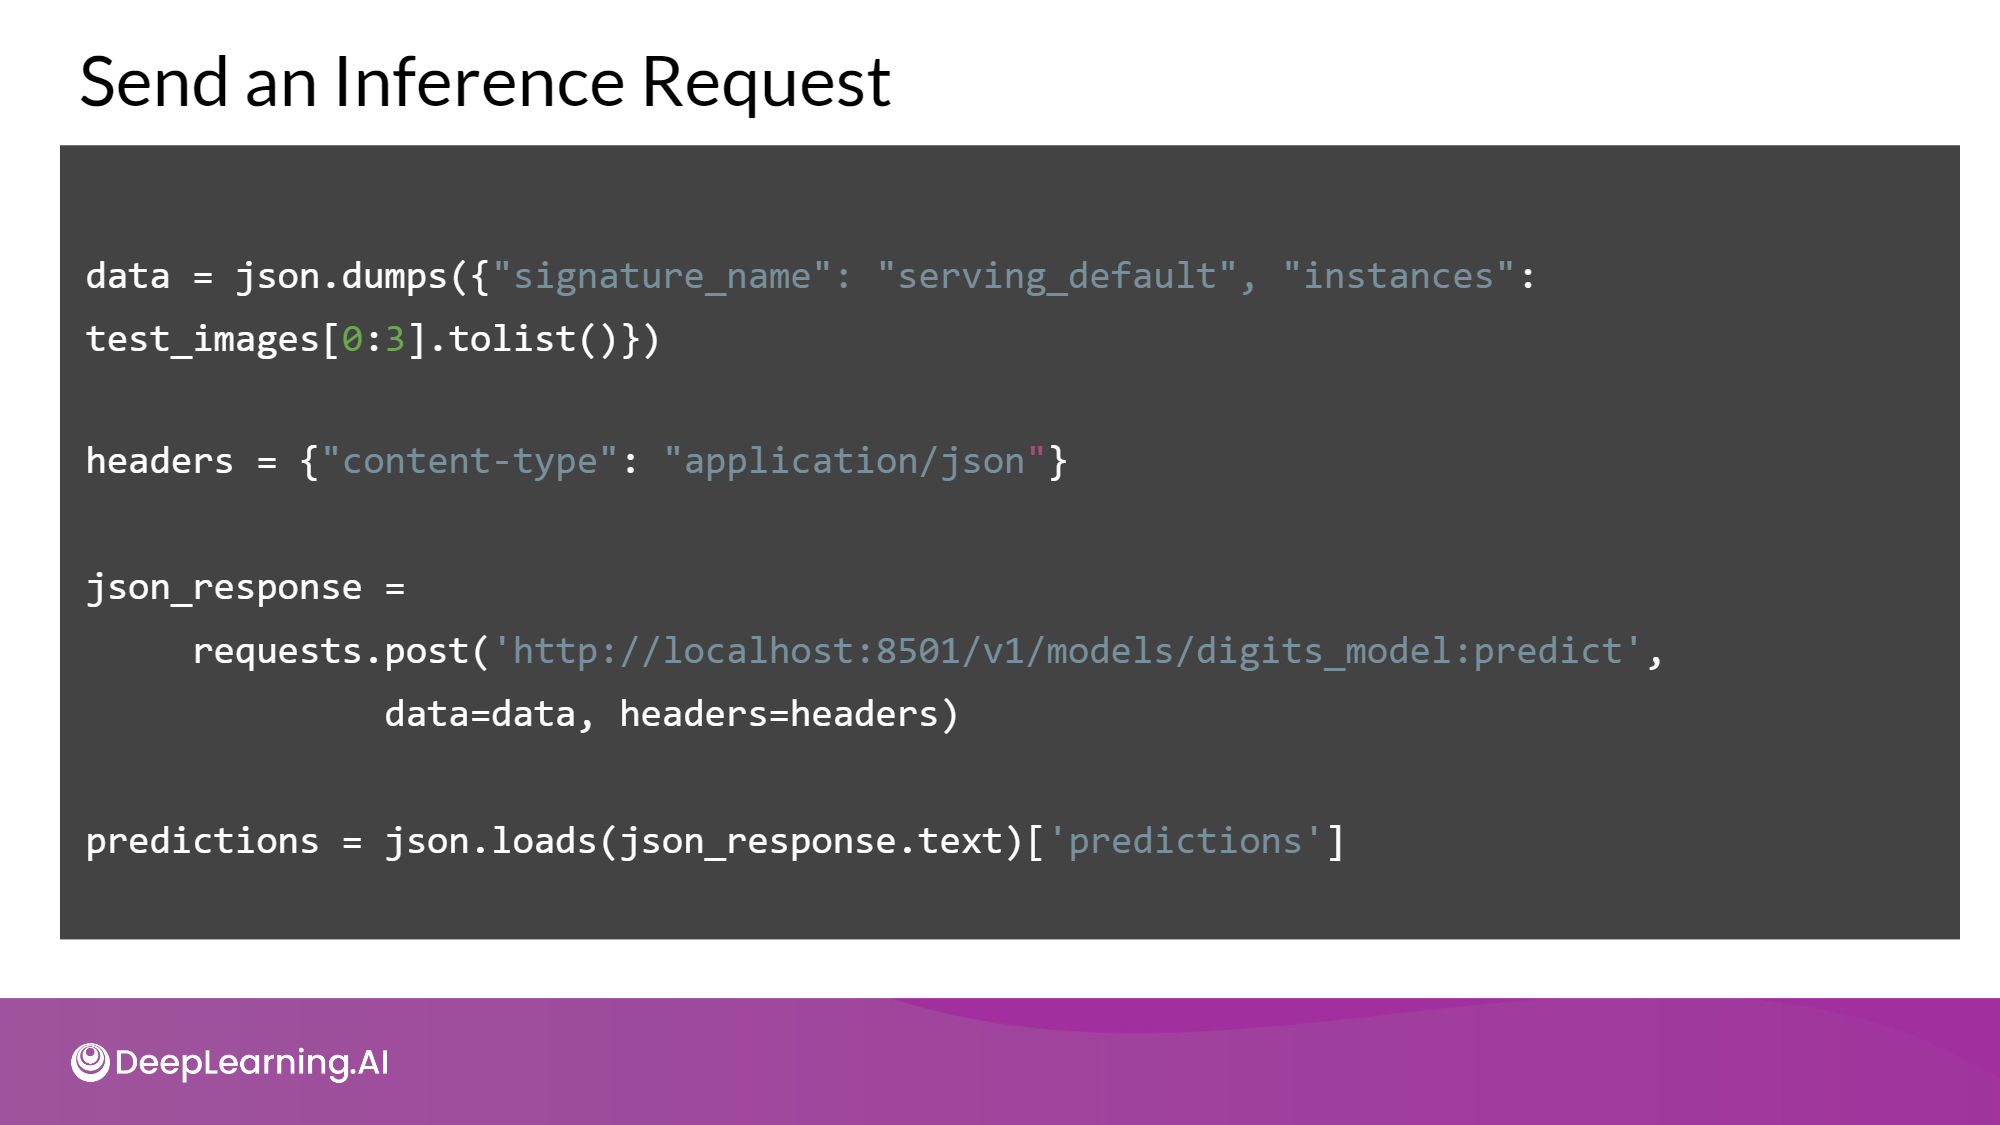 Send an Inference Request
data = json.dumps({"signature_name": "serving_default", "instances":
test_images[0:3].tolist()})
headers = {"content-type": "application/json"}
json_response =
requests.post('http://localhost:8501/v1/models/digits_model:predict',
data=data, headers=headers)
predictions = json.loads(json_response.text)['predictions']
DeepLearning.AI